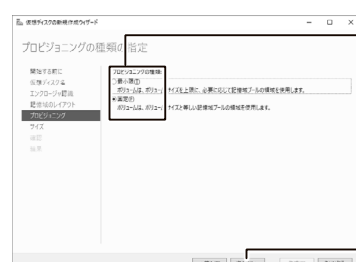 仮想ディスクの新規作成ウィザード
プロビジョニングの種類の指定
開始する前に
仮想ディスク名
エンクロージャ認識
記憶域のレイアウト
プロビジョニング
サイズ
確認
結果
プロビジョニングの種類:
最小限(T)
ボリュームは、ボリュー サイズを上限に、必要に応じて記憶域プールの領域を使用します。
固定(F)
ボリュームは、ボリュー サイズと等しい記憶域プールの領域を使用します。